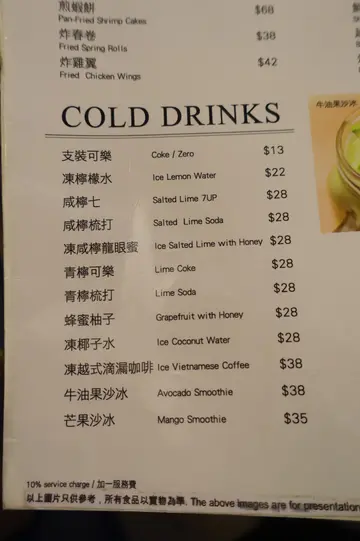 煎蝦餅 $68
Pan-Fried Shrimp Cakes
炸春卷 $38
Fried Spring Rolls
炸雞翼 $42
Fried Chicken Wings
COLD DRINKS
牛油果沙冰
支裝可樂 Coke / Zero $13
凍檸檬水 Ice Lemon Water $22
咸檸七 Salted Lime 7UP $28
咸檸梳打 Salted Lime Soda $28
凍咸檸龍眼蜜 Ice Salted Lime with Honey $28
青檸可樂 Lime Coke $28
青檸梳打 Lime Soda $28
蜂蜜柚子 Grapefruit with Honey $28
凍椰子水 Ice Coconut Water $28
凍越式滴漏咖啡 Ice Vietnamese Coffee $38
牛油果沙冰 Avocado Smoothie $38
芒果沙冰 Mango Smoothie $35
10% service charge / 加一服務費
以上圖片只供參考，所有食品以實物為準. The above images are for presentation